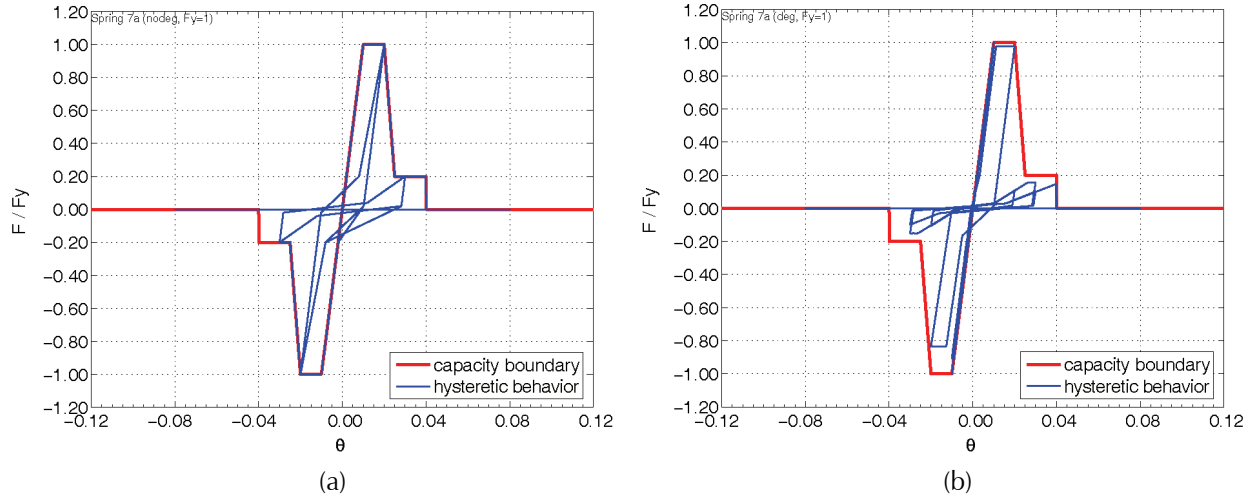 Spring 7a (nodeg, Fy=1)
1.20
1.00
0.80
0.60
0.40
0.20
0.00
−0.20
−0.40
−0.60
−0.80
−1.00
−1.20
F / Fy
capacity boundary
hysteretic behavior
−0.12 −0.08 −0.04 0.00 0.04 0.08 0.12
θ
(a)
Spring 7a (deg, Fy=1)
1.20
1.00
0.80
0.60
0.40
0.20
0.00
−0.20
−0.40
−0.60
−0.80
−1.00
−1.20
F / Fy
capacity boundary
hysteretic behavior
−0.12 −0.08 −0.04 0.00 0.04 0.08 0.12
θ
(b)